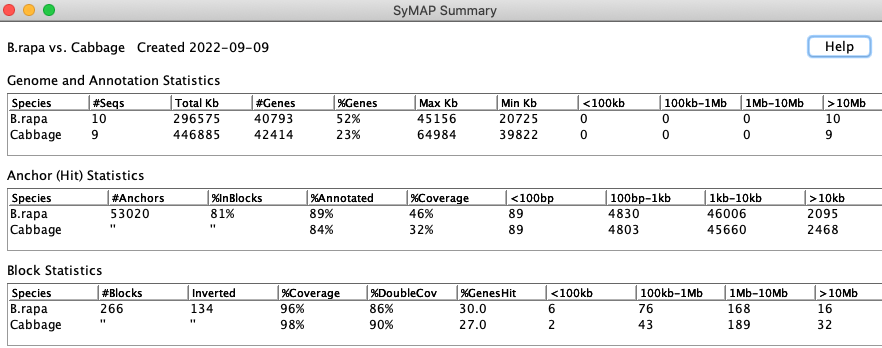 SyMAP Summary
B.rapa vs. Cabbage Created 2022-09-09 Help
Genome and Annotation Statistics
Species #Seqs Total Kb #Genes %Genes Max Kb Min Kb <100kb 100kb-1Mb 1Mb-10Mb >10Mb
B.rapa 10 296575 40793 52% 45156 20725 0 0 0 10
Cabbage 9 446885 42414 23% 64984 39822 0 0 0 9
Anchor (Hit) Statistics
Species #Anchors %InBlocks %Annotated %Coverage <100bp 100bp-1kb 1kb-10kb >10kb
B.rapa 53020 81% 89% 46% 89 4830 46006 2095
Cabbage " " 84% 32% 89 4803 45660 2468
Block Statistics
Species #Blocks Inverted %Coverage %DoubleCov %GenesHit <100kb 100kb-1Mb 1Mb-10Mb >10Mb
B.rapa 266 134 96% 86% 30.0 6 76 168 16
Cabbage " " 98% 90% 27.0 2 43 189 32